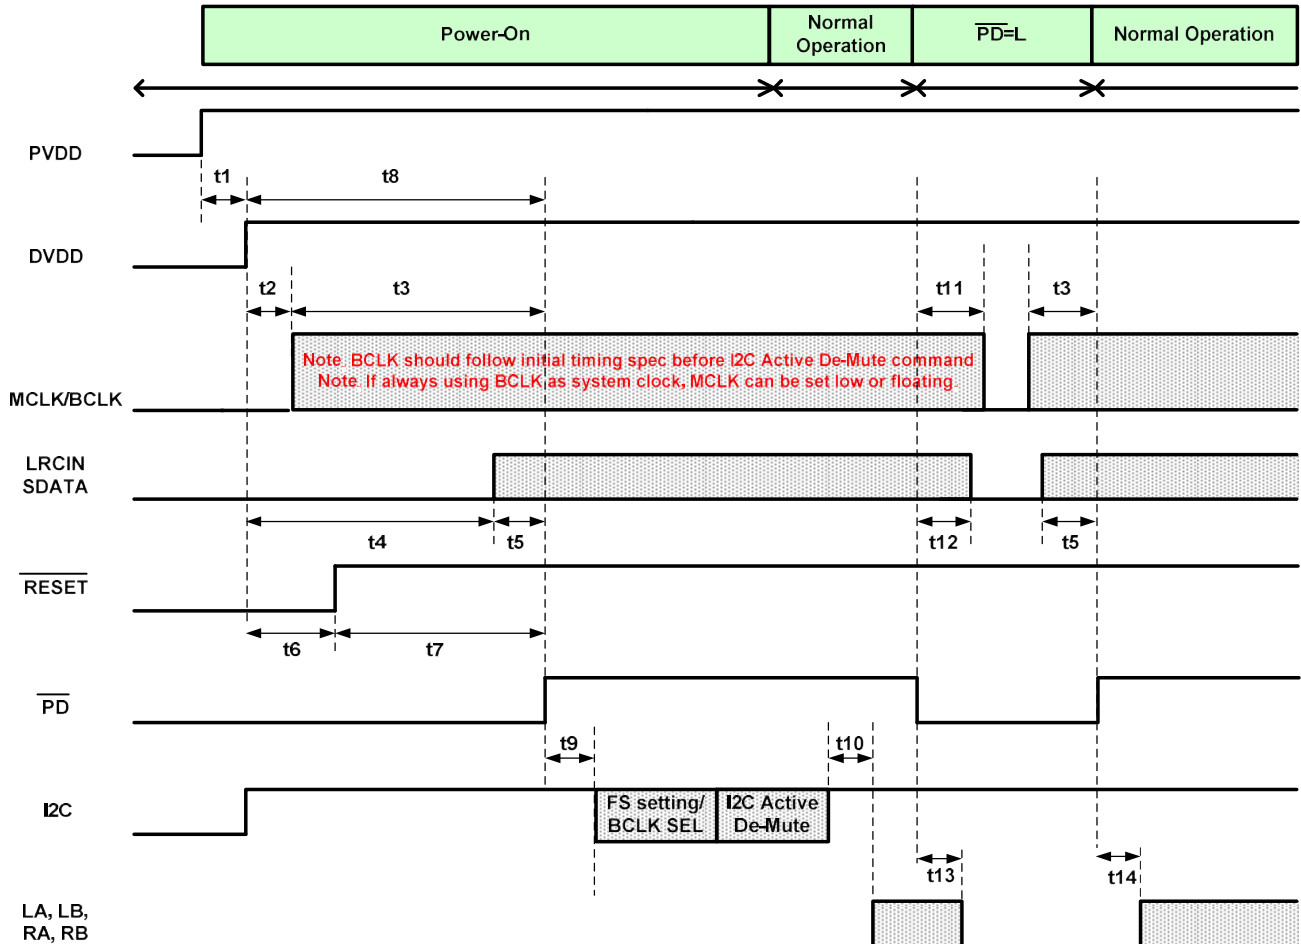 Power-On
Normal
Operation
PD=L
Normal Operation
PVDD
t1
t8
DVDD
t2
t3
t11
t3
Note. BCLK should follow initial timing spec before I2C Active De-Mute command
Note. If always using BCLK as system clock, MCLK can be set low or floating.
MCLK/BCLK
LRCIN
SDATA
t4
t5
t12
t5
RESET
t6
t7
PD
t9
t10
I2C
FS setting/
BCLK SEL
I2C Active
De-Mute
t13
t14
LA, LB,
RA, RB